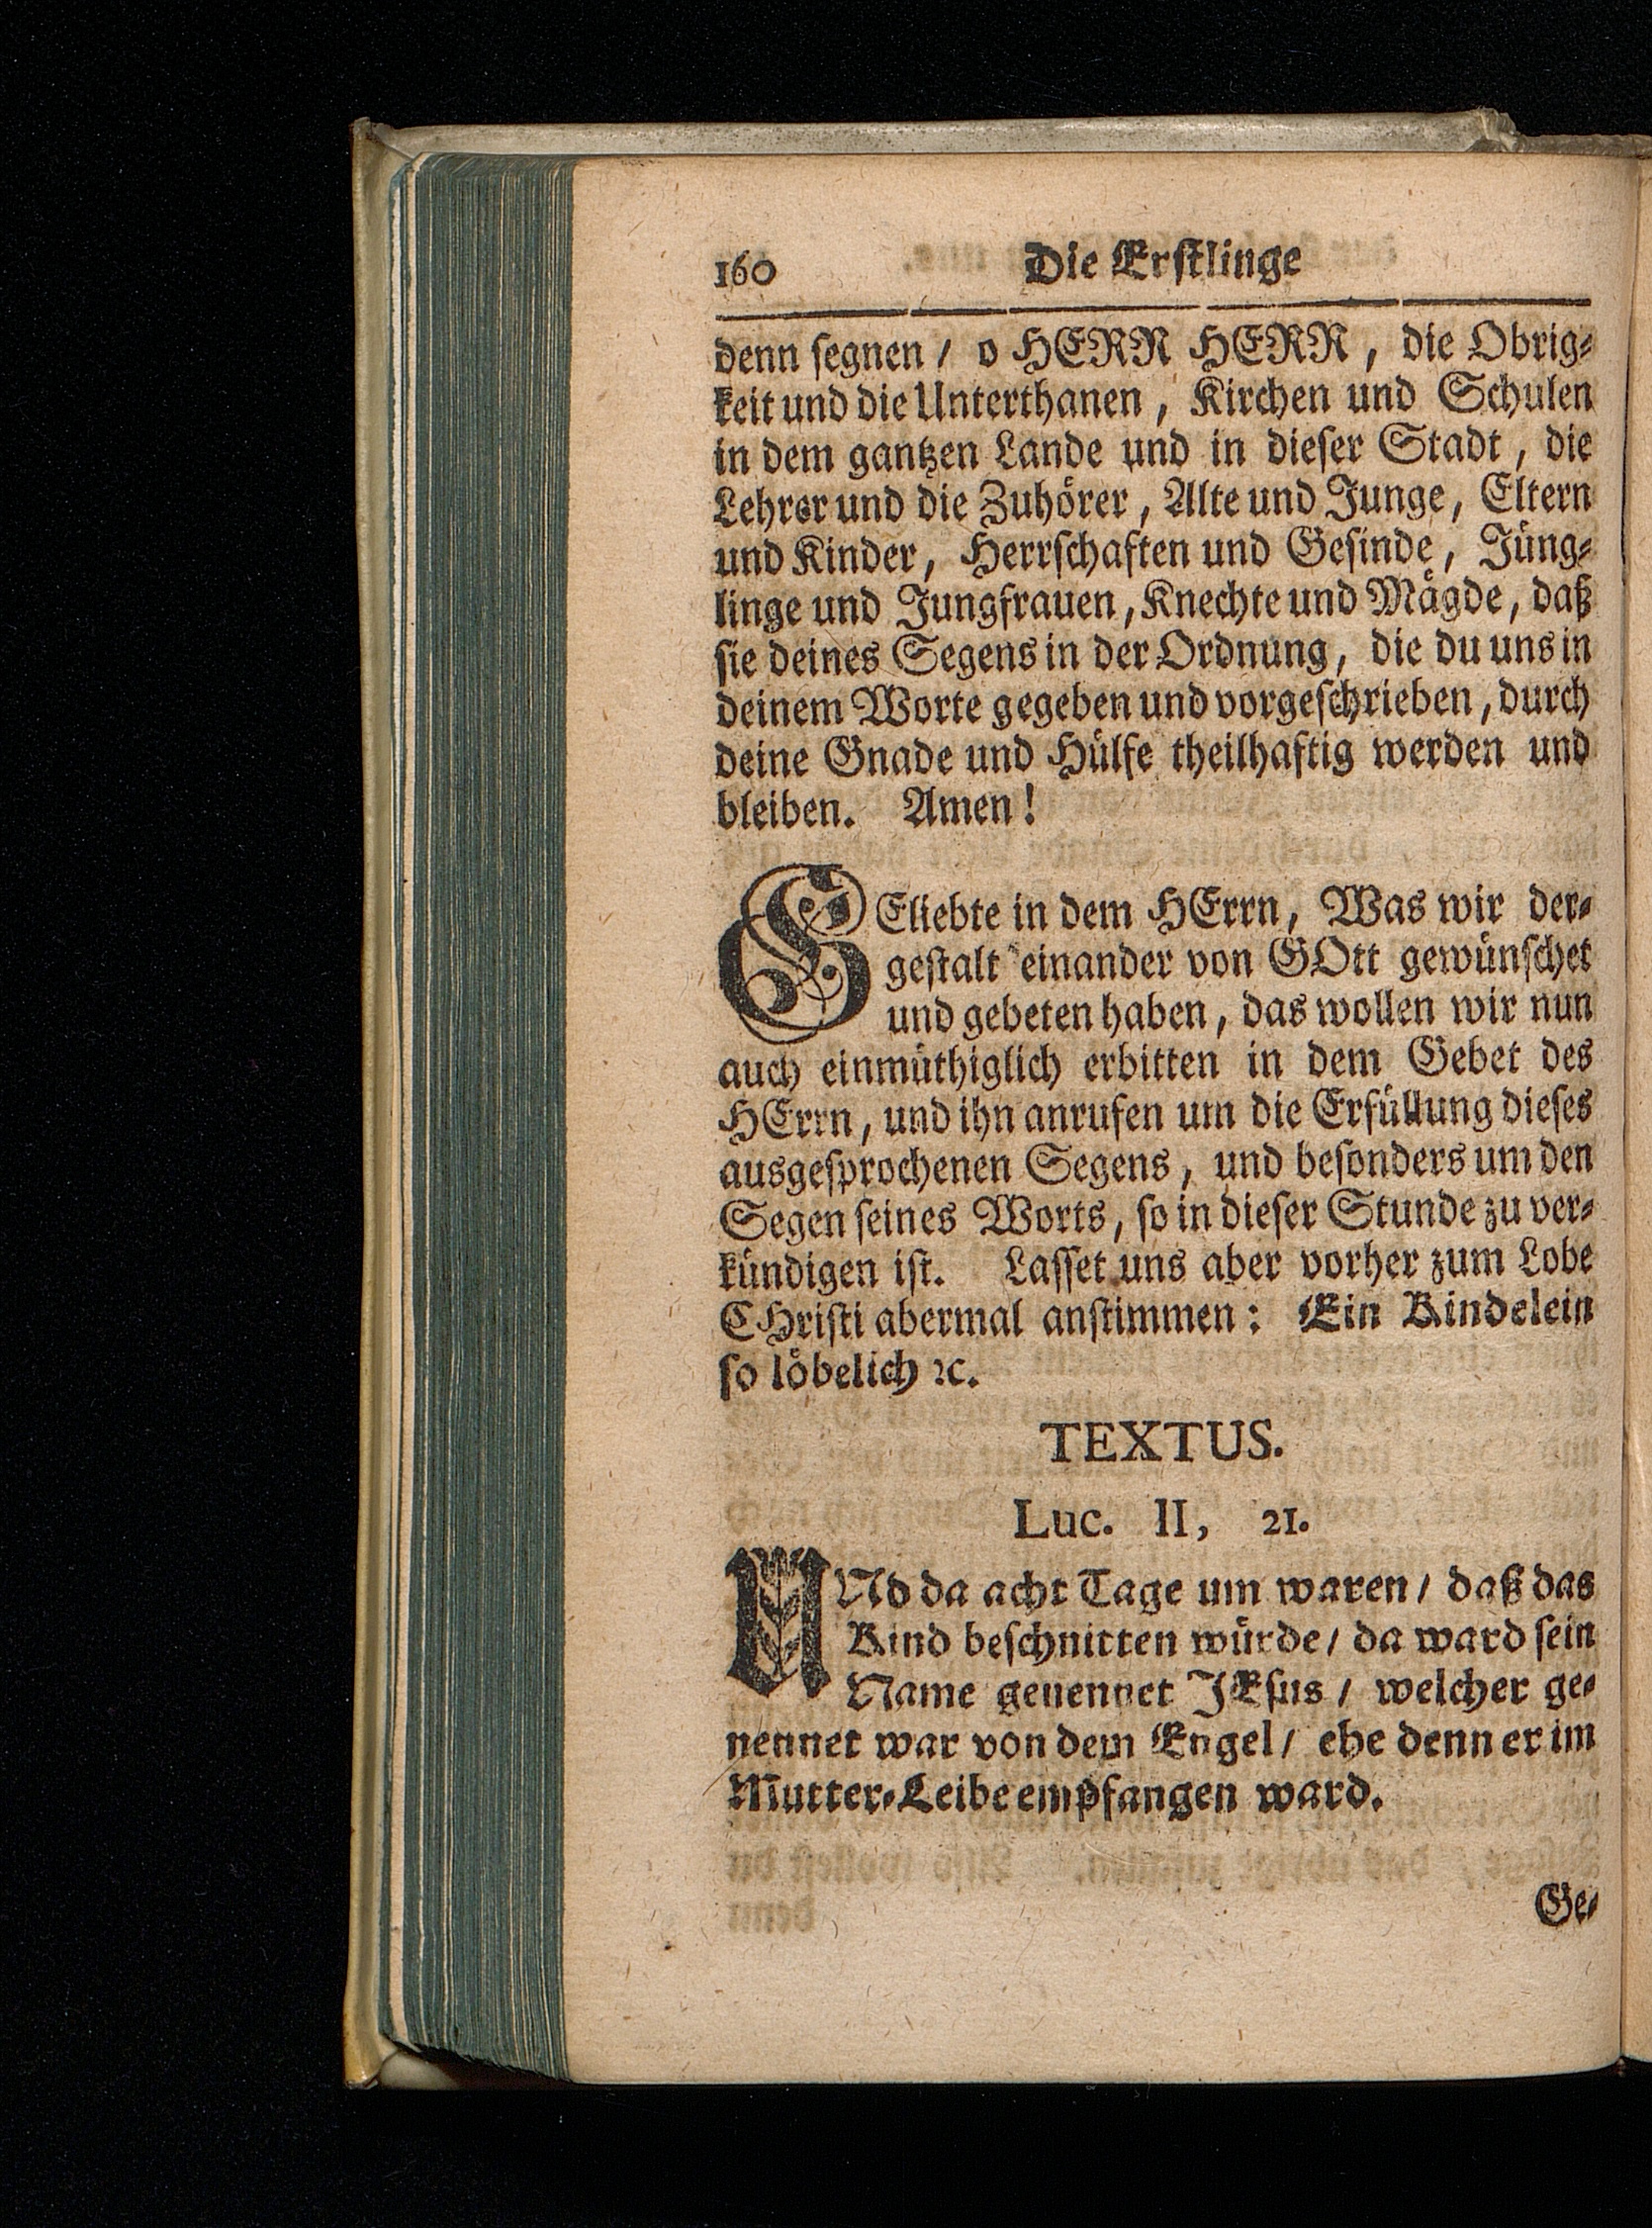 160 Die Erstlinge
denn segnen / o HERR HERR, die Obrig-
keit und die Unterthanen, Kirchen und Schulen
in dem gantzen Lande und in dieser Stadt, die
Lehrer und die Zuhörer, Alte und Junge, Eltern
und Kinder, Herrschaften und Gesinde, Jüng-
linge und Jungfrauen, Knechte und Mägde, daß
sie deines Segens in der Ordnung, die du uns in
deinem Worte gegeben und vorgeschrieben, durch
deine Gnade und Hülfe theilhaftig werden und
bleiben. Amen!
GEliebte in dem HErrn, Was wir der-
gestalt einander von GOtt gewünschet
und gebeten haben, das wollen wir nun
auch einmüthiglich erbitten in dem Gebet des
HErrn, und ihn anrufen um die Erfüllung dieses
ausgesprochenen Segens, und besonders um den
Segen seines Worts, so in dieser Stunde zu ver-
kündigen ist. Lasset uns aber vorher zum Lobe
CHristi abermal anstimmen: Ein Kindelein
so löbelich ꝛc.
TEXTUS.
Luc. II, 21.
UNd da acht Tage um waren / daß das
Kind beschnitten würde / da ward sein
Name genennet JEsus / welcher ge-
nennet war von dem Engel / ehe denn er im
Mutter-Leibe empfangen ward.
Ge-